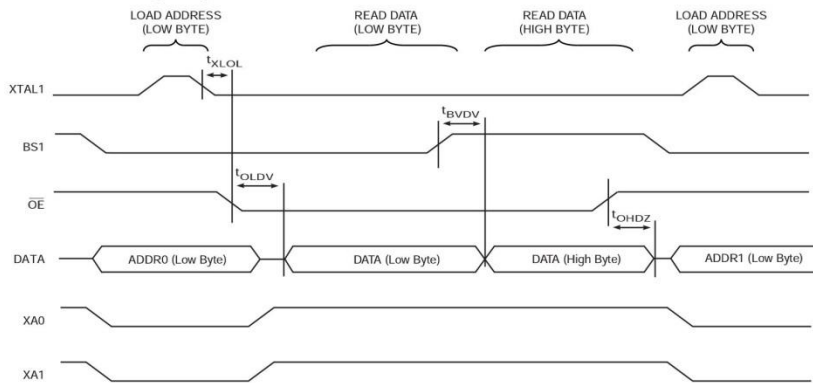 LOAD ADDRESS
(LOW BYTE)
READ DATA
(LOW BYTE)
READ DATA
(HIGH BYTE)
LOAD ADDRESS
(LOW BYTE)
tXLOL
XTAL1
tBVDV
BS1
tOLDV
OE
tOHDZ
DATA
ADDR0 (Low Byte)
DATA (Low Byte)
DATA (High Byte)
ADDR1 (Low Byte)
XA0
XA1